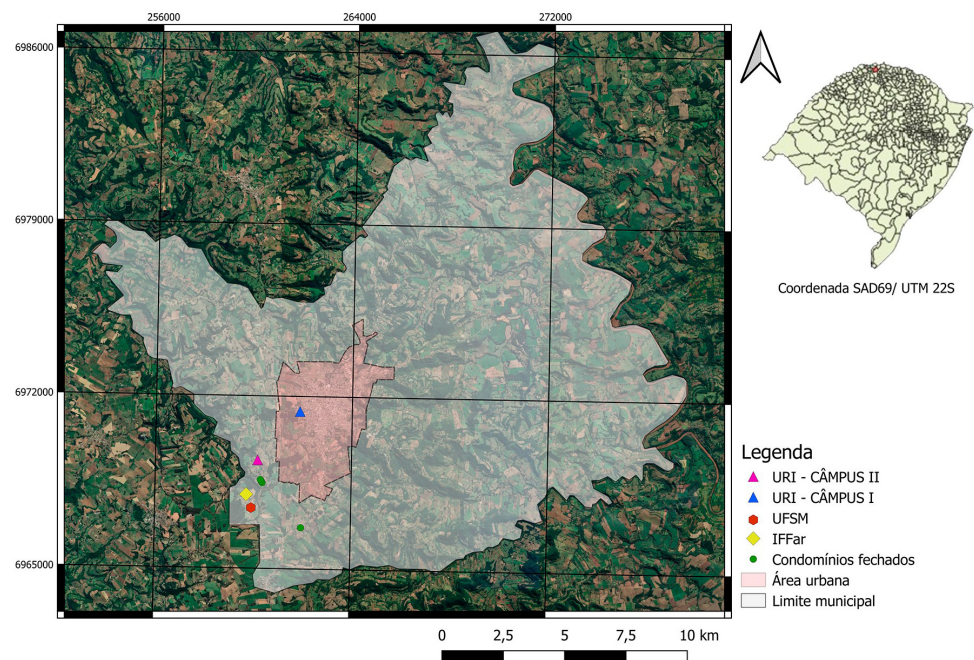 256000
264000
272000
6986000
6979000
6972000
6965000
Coordenada SAD69/ UTM 22S
Legenda
URI - CÂMPUS II
URI - CÂMPUS I
UFSM
IFFar
Condomínios fechados
Área urbana
Limite municipal
0 2,5 5 7,5 10 km